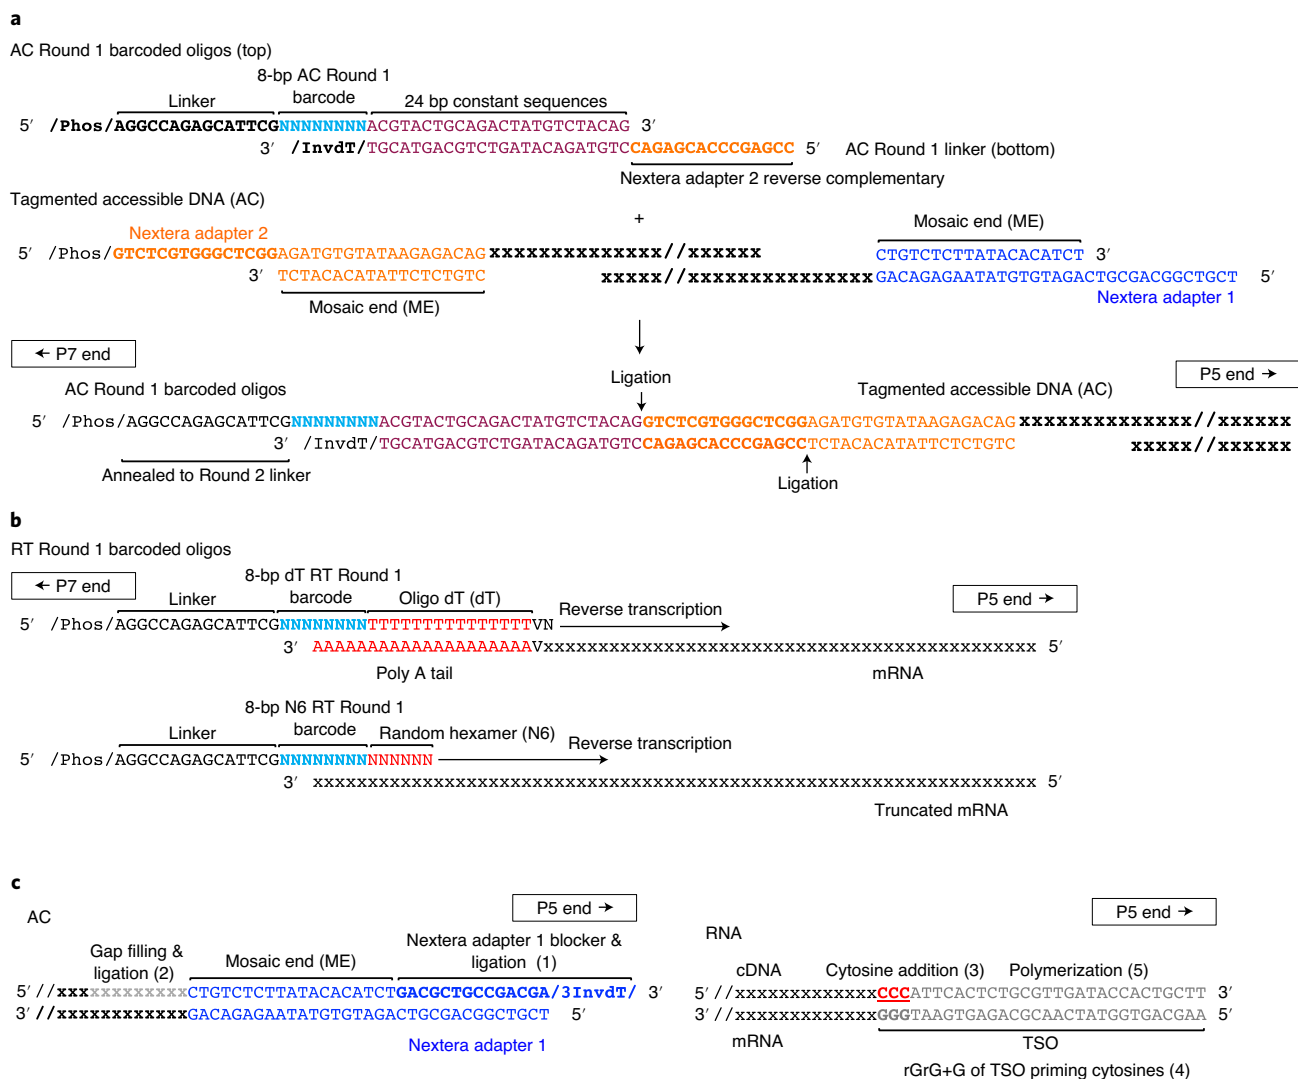 a
AC Round 1 barcoded oligos (top)
8-bp AC Round 1
Linker barcode 24 bp constant sequences
5′ /Phos/AGGCCAGAGCATTCGNNNNNNNNACGTACTGCAGACTATGTCTACAG 3′
3′ /InvdT/TGCATGACGTCTGATACAGATGTCCAGAGCACCCGAGCC 5′ AC Round 1 linker (bottom)
Nextera adapter 2 reverse complementary
Tagmented accessible DNA (AC)
+
Nextera adapter 2 Mosaic end (ME)
5′ /Phos/GTCTCGTGGGCTCGGAGATGTGTATAAGAGACAGxxxxxxxxxxxxxx//xxxxxx CTGTCTCTTATACACATCT 3′
3′ TCTACACATATTCTCTGTC xxxxx//xxxxxxxxxxxxxxx GACAGAGAATATGTGTAGACTGCGACGGCTGCT 5′
Mosaic end (ME) Nextera adapter 1
← P7 end
Ligation
P5 end →
AC Round 1 barcoded oligos Tagmented accessible DNA (AC)
5′ /Phos/AGGCCAGAGCATTCGNNNNNNNNACGTACTGCAGACTATGTCTACAGGTCTCGTGGGCTCGGAGATGTGTATAAGAGACAGxxxxxxxxxxxxxx//xxxxxx
3′ /InvdT/TGCATGACGTCTGATACAGATGTCCAGAGCACCCGAGCCTCTACACATATTCTCTGTC xxxxx//xxxxxx
Annealed to Round 2 linker
Ligation
b
RT Round 1 barcoded oligos
← P7 end
8-bp dT RT Round 1
Linker barcode Oligo dT (dT) Reverse transcription P5 end →
5′ /Phos/AGGCCAGAGCATTCGNNNNNNNNTTTTTTTTTTTTTTTVN
3′ AAAAAAAAAAAAAAAAAAAAVxxxxxxxxxxxxxxxxxxxxxxxxxxxxxxxxxxxxxxxxxxxxx 5′
Poly A tail mRNA
8-bp N6 RT Round 1
Linker barcode Random hexamer (N6) Reverse transcription
5′ /Phos/AGGCCAGAGCATTCGNNNNNNNNNNNNNN
3′ xxxxxxxxxxxxxxxxxxxxxxxxxxxxxxxxxxxxxxxxxxxxxxxxxxxxxxxxxxxxxxxxxx 5′
Truncated mRNA
c
AC
P5 end →
Gap filling & ligation (2) Mosaic end (ME) Nextera adapter 1 blocker & ligation (1)
5′//xxxxxxxxxxxxCTGTCTCTTATACACATCTGACGCTGCCGACGA/3InvdT/ 3′
3′//xxxxxxxxxxxxGACAGAGAATATGTGTAGACTGCGACGGCTGCT 5′
Nextera adapter 1
P5 end →
RNA
cDNA Cytosine addition (3) Polymerization (5)
5′//xxxxxxxxxxxxxCCCATTCACTCTGCGTTGATACCACTGCTT 3′
3′//xxxxxxxxxxxxxGGGTAAGTGAGACGCAACTATGGTGACGAA 5′
mRNA TSO
rGrG+G of TSO priming cytosines (4)